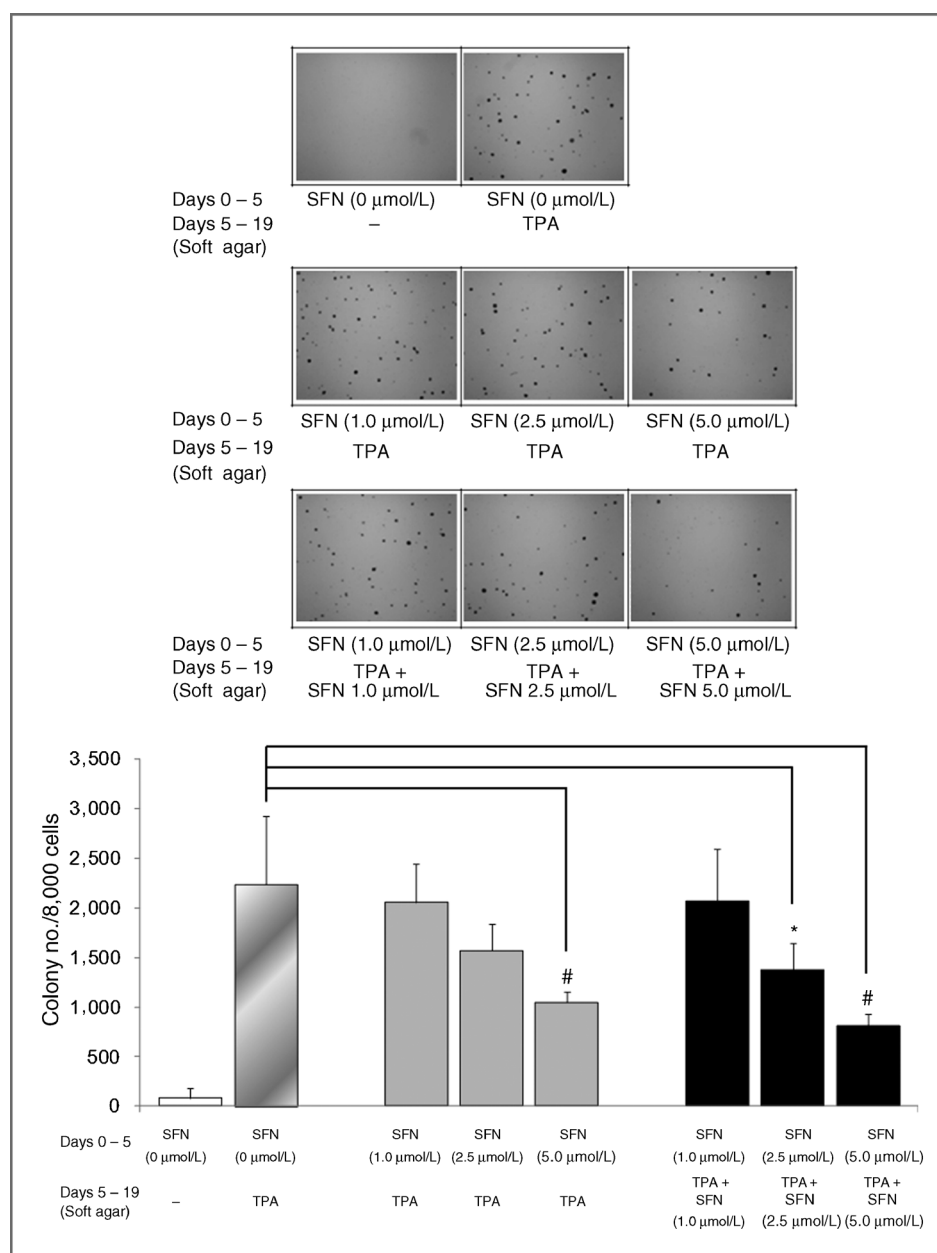 Days 0 – 5 SFN (0 μmol/L) SFN (0 μmol/L)
Days 5 – 19 – TPA
(Soft agar)
Days 0 – 5 SFN (1.0 μmol/L) SFN (2.5 μmol/L) SFN (5.0 μmol/L)
Days 5 – 19 TPA TPA TPA
(Soft agar)
Days 0 – 5 SFN (1.0 μmol/L) SFN (2.5 μmol/L) SFN (5.0 μmol/L)
Days 5 – 19 TPA + TPA + TPA +
(Soft agar) SFN 1.0 μmol/L SFN 2.5 μmol/L SFN 5.0 μmol/L
Colony no./8,000 cells
3,500
3,000
2,500
2,000
1,500
1,000
500
0
# * #
Days 0 – 5 SFN SFN SFN SFN SFN SFN SFN SFN
(0 μmol/L) (0 μmol/L) (1.0 μmol/L) (2.5 μmol/L) (5.0 μmol/L) (1.0 μmol/L) (2.5 μmol/L) (5.0 μmol/L)
Days 5 – 19 – TPA TPA TPA TPA TPA + TPA + TPA +
(Soft agar) SFN SFN SFN
(1.0 μmol/L) (2.5 μmol/L) (5.0 μmol/L)